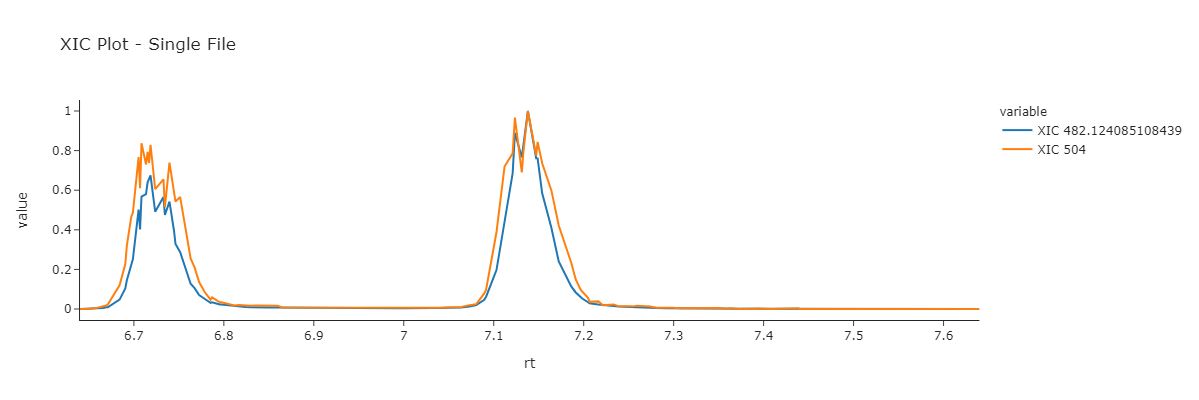 XIC Plot - Single File
variable
XIC 482.124085108439
XIC 504
value
1
0.8
0.6
0.4
0.2
0
6.7 6.8 6.9 7 7.1 7.2 7.3 7.4 7.5 7.6
rt